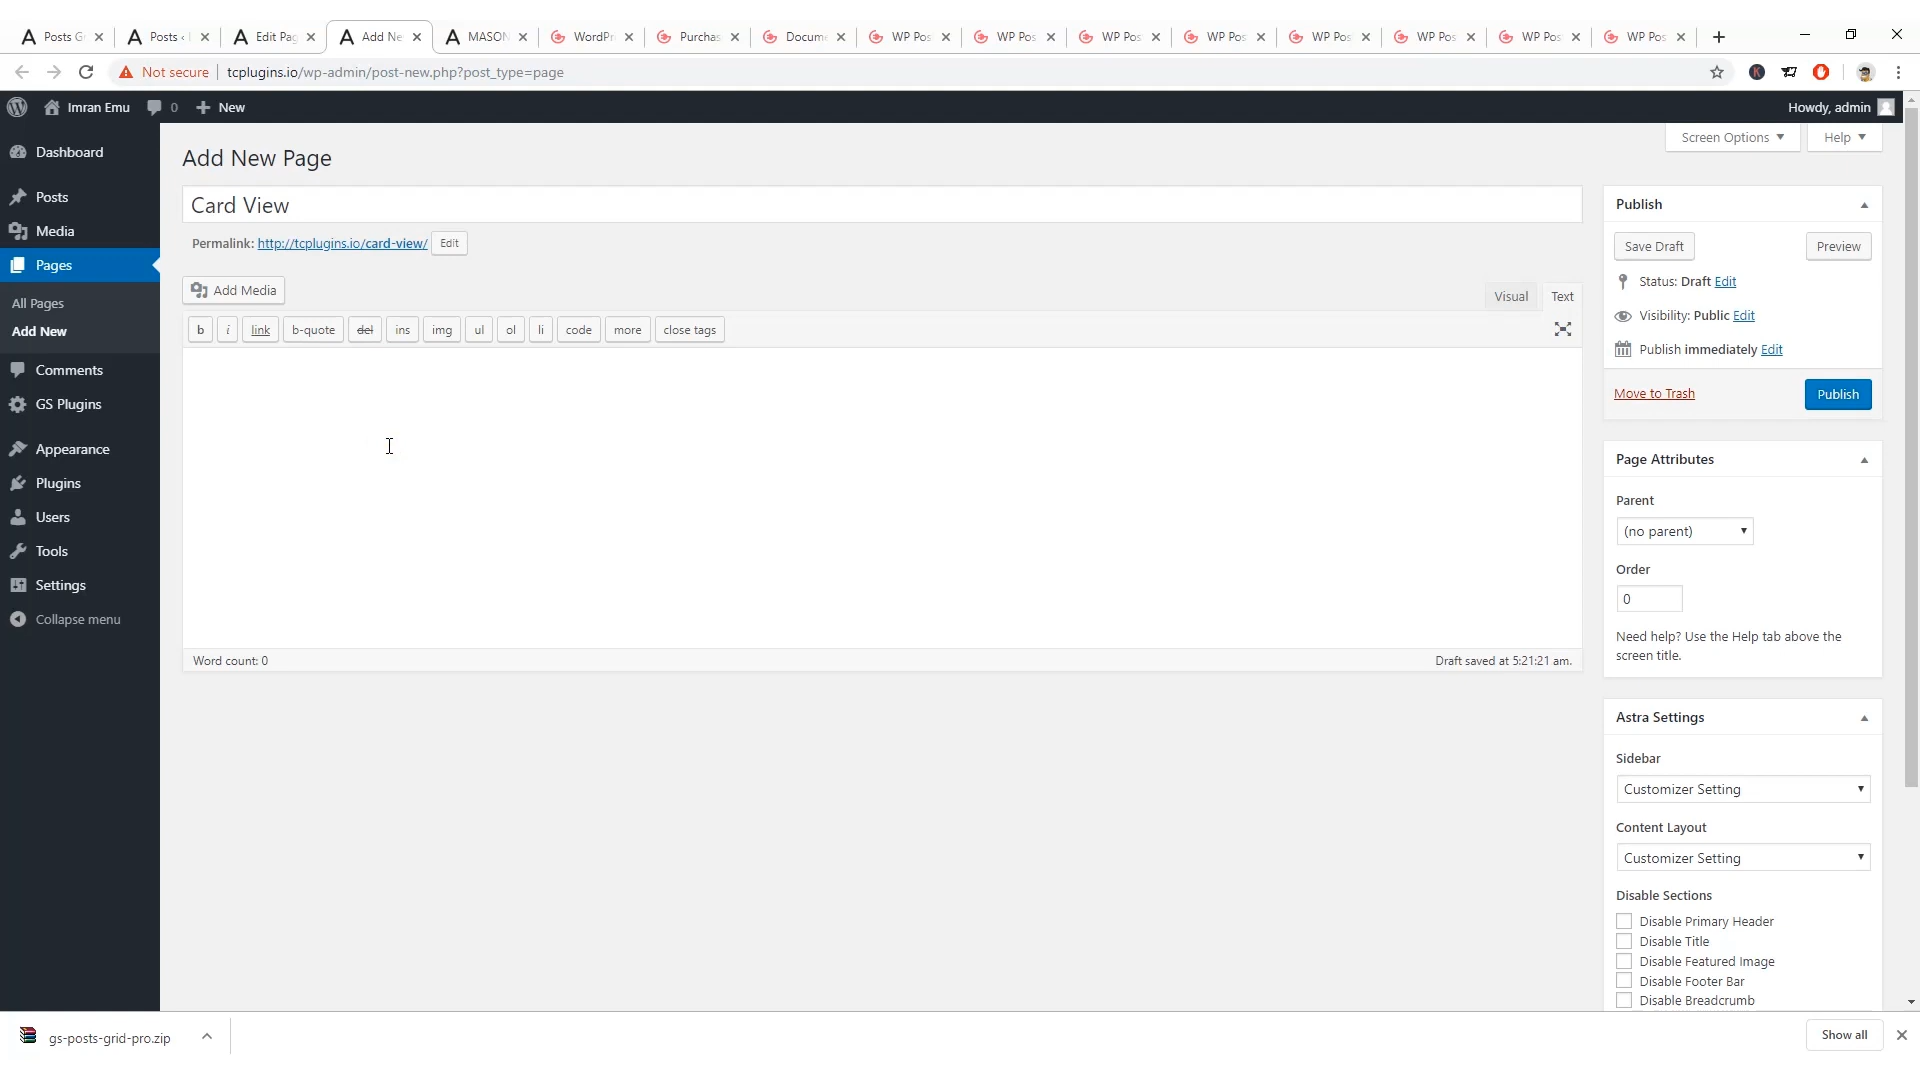 Posts G
Posts ‹
Edit Pag
Add Ne
MASON
WordPr
Purchas
Docume
WP Pos
WP Pos
WP Pos
WP Pos
WP Pos
WP Pos
WP Pos
WP Pos
Not secure
tcplugins.io/wp-admin/post-new.php?post_type=page
Imran Emu
0
New
Howdy, admin
Screen Options
Help
Dashboard
Posts
Media
Pages
All Pages
Add New
Comments
GS Plugins
Appearance
Plugins
Users
Tools
Settings
Collapse menu
Add New Page
Card View
Permalink: http://tcplugins.io/card-view/ Edit
Add Media
Visual
Text
b
i
link
b-quote
del
ins
img
ul
ol
li
code
more
close tags
Word count: 0
Draft saved at 5:21:21 am.
Publish
Save Draft
Preview
Status: Draft Edit
Visibility: Public Edit
Publish immediately Edit
Move to Trash
Publish
Page Attributes
Parent
(no parent)
Order
0
Need help? Use the Help tab above the
screen title.
Astra Settings
Sidebar
Customizer Setting
Content Layout
Customizer Setting
Disable Sections
Disable Primary Header
Disable Title
Disable Featured Image
Disable Footer Bar
Disable Breadcrumb
gs-posts-grid-pro.zip
Show all